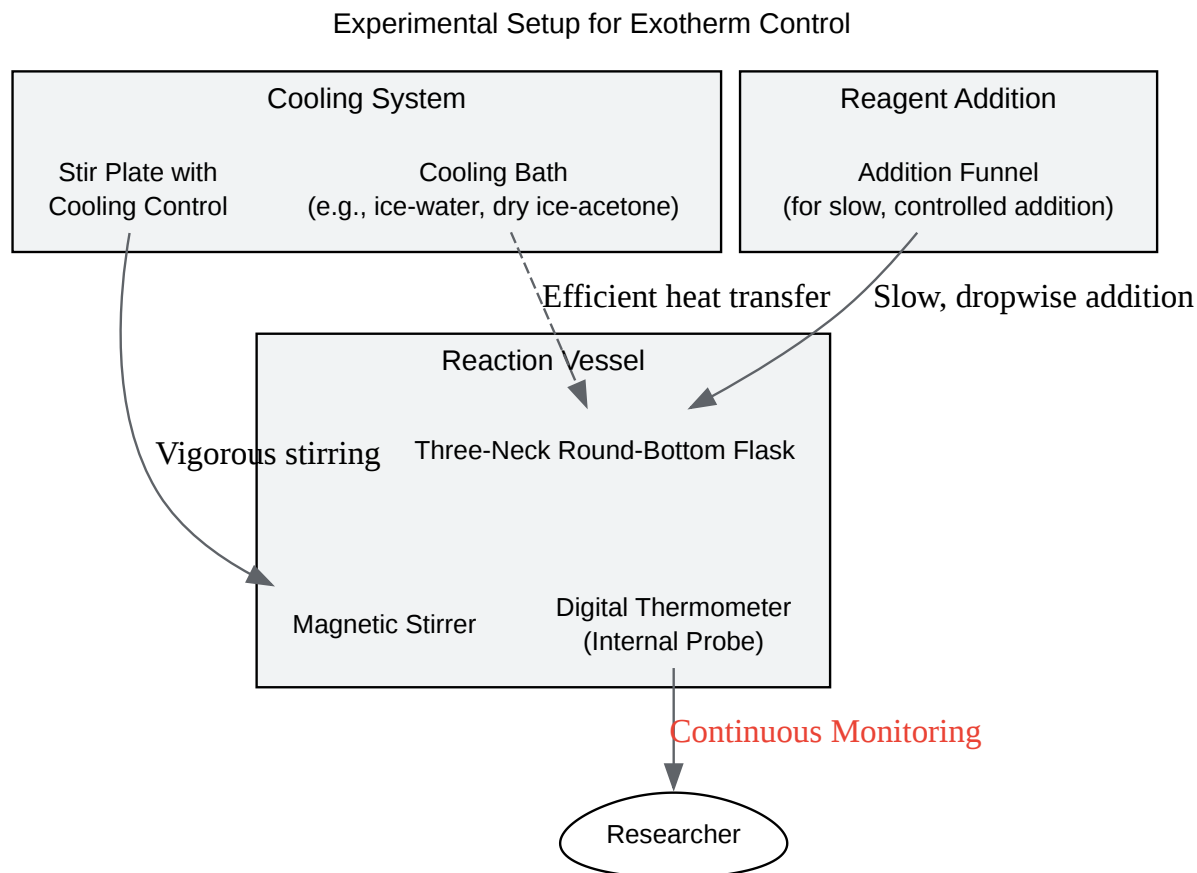 Experimental Setup for Exotherm Control
Cooling System
Reagent Addition
Stir Plate with
Cooling Control
Cooling Bath
(e.g., ice-water, dry ice-acetone)
Addition Funnel
(for slow, controlled addition)
Efficient heat transfer
Slow, dropwise addition
Reaction Vessel
Vigorous stirring
Three-Neck Round-Bottom Flask
Magnetic Stirrer
Digital Thermometer
(Internal Probe)
Continuous Monitoring
Researcher